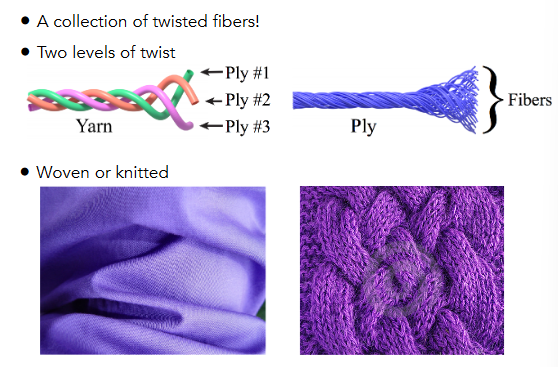 • A collection of twisted fibers!
• Two levels of twist
Ply #1
Ply #2
Ply #3
Yarn
Ply
Fibers
• Woven or knitted